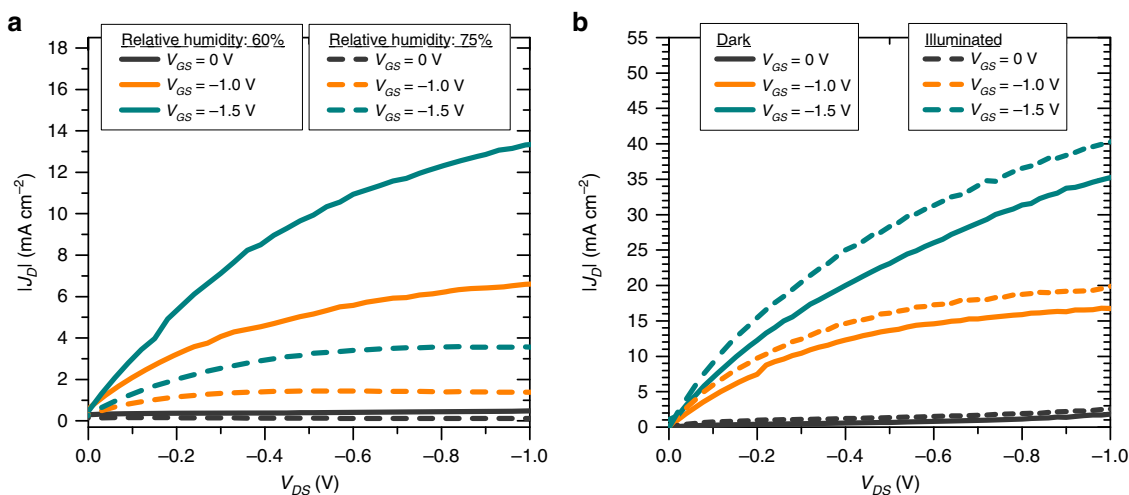 a
Relative humidity: 60%
V_GS = 0 V
V_GS = –1.0 V
V_GS = –1.5 V
Relative humidity: 75%
V_GS = 0 V
V_GS = –1.0 V
V_GS = –1.5 V
18
16
14
12
10
8
6
4
2
0
|J_D| (mA cm⁻²)
0.0 –0.2 –0.4 –0.6 –0.8 –1.0
V_DS (V)
b
Dark
V_GS = 0 V
V_GS = –1.0 V
V_GS = –1.5 V
Illuminated
V_GS = 0 V
V_GS = –1.0 V
V_GS = –1.5 V
55
50
45
40
35
30
25
20
15
10
5
0
|J_D| (mA cm⁻²)
0.0 –0.2 –0.4 –0.6 –0.8 –1.0
V_DS (V)